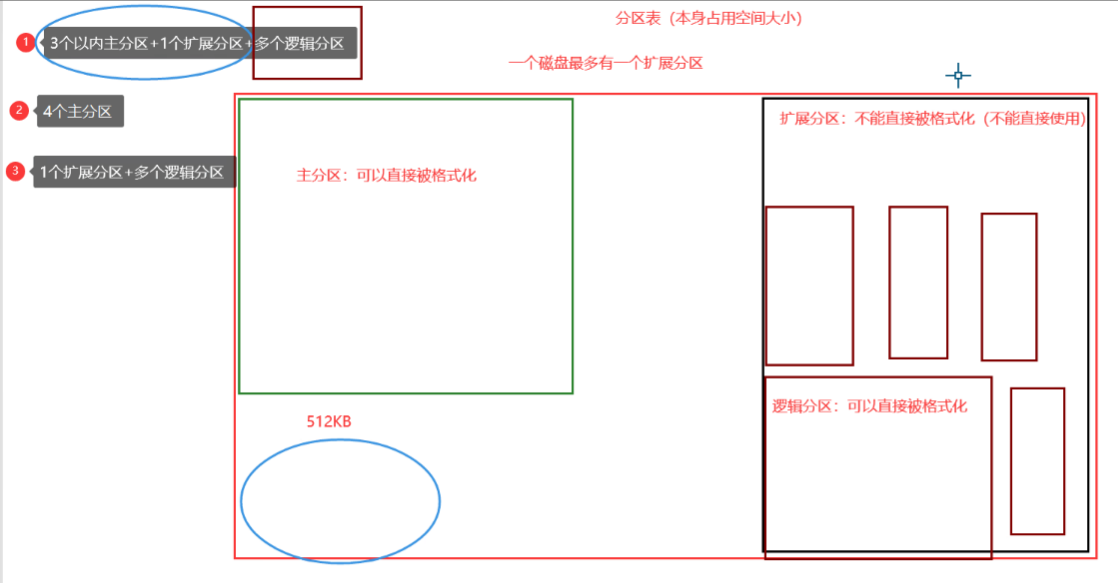 分区表（本身占用空间大小）
1 3个以内主分区+1个扩展分区+多个逻辑分区
一个磁盘最多有一个扩展分区
2 4个主分区
扩展分区：不能直接被格式化（不能直接使用）
3 1个扩展分区+多个逻辑分区
主分区：可以直接被格式化
逻辑分区：可以直接被格式化
512KB